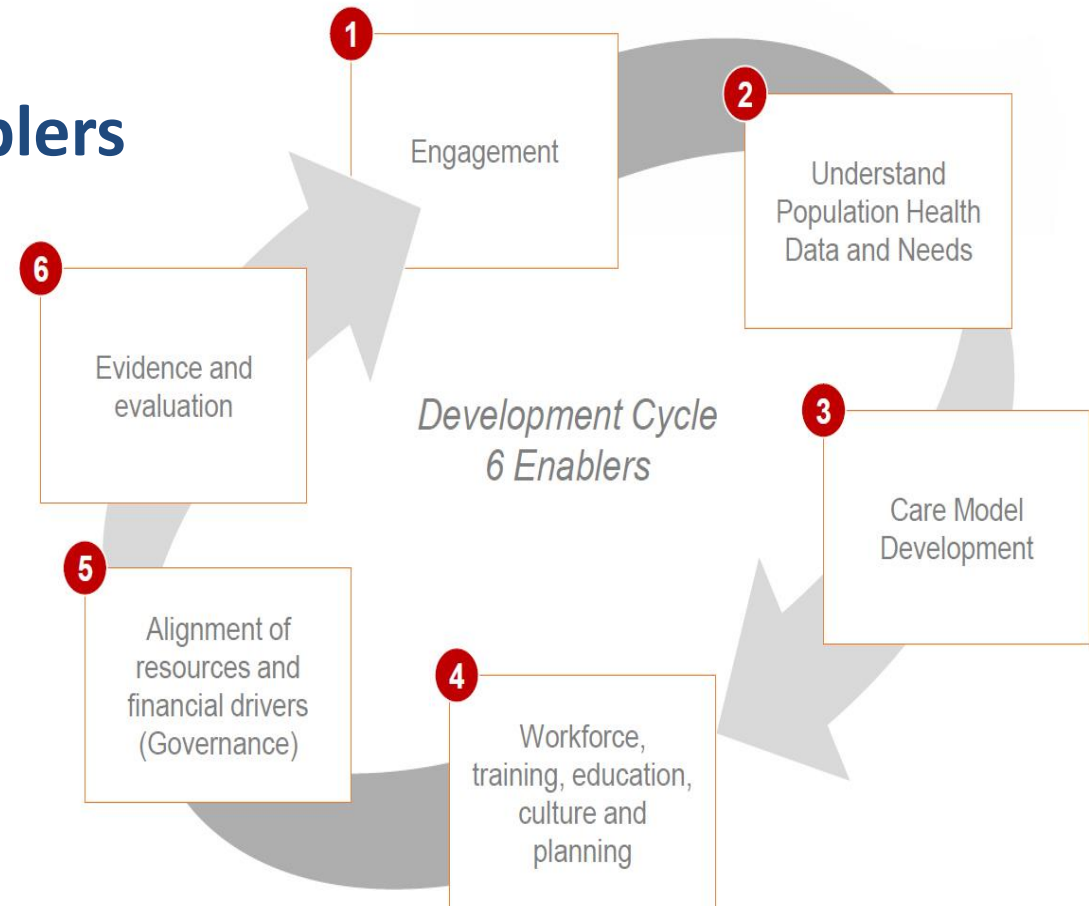 blers
1
Engagement
2
Understand
Population Health
Data and Needs
3
Care Model
Development
4
Workforce,
training, education,
culture and
planning
5
Alignment of
resources and
financial drivers
(Governance)
6
Evidence and
evaluation
Development Cycle
6 Enablers